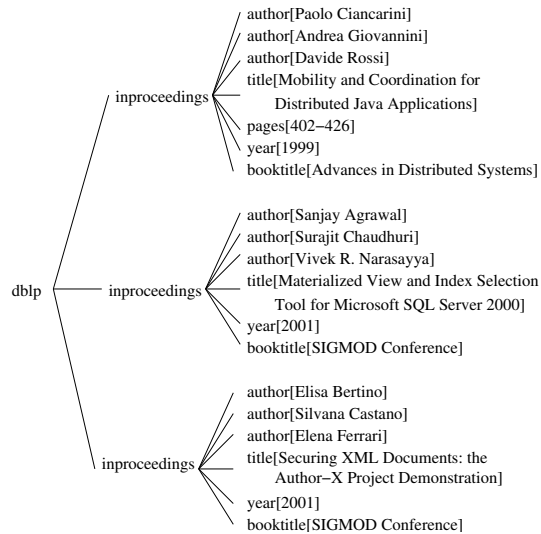 author[Paolo Ciancarini]
author[Andrea Giovannini]
author[Davide Rossi]
title[Mobility and Coordination for
Distributed Java Applications]
inproceedings
pages[402−426]
year[1999]
booktitle[Advances in Distributed Systems]
author[Sanjay Agrawal]
author[Surajit Chaudhuri]
author[Vivek R. Narasayya]
title[Materialized View and Index Selection
Tool for Microsoft SQL Server 2000]
dblp
inproceedings
year[2001]
booktitle[SIGMOD Conference]
author[Elisa Bertino]
author[Silvana Castano]
author[Elena Ferrari]
title[Securing XML Documents: the
Author−X Project Demonstration]
inproceedings
year[2001]
booktitle[SIGMOD Conference]